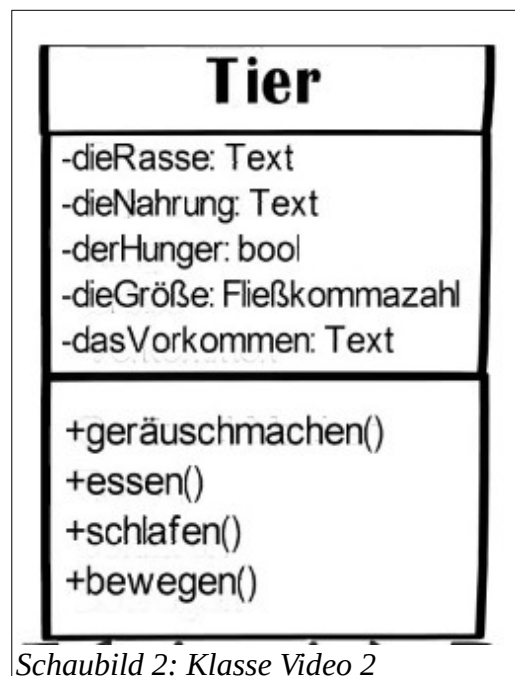 Tier
-dieRasse: Text
-dieNahrung: Text
-derHunger: bool
-dieGröße: Fließkommazahl
-dasVorkommen: Text
+geräuschmachen()
+essen()
+schlafen()
+bewegen()
Schaubild 2: Klasse Video 2